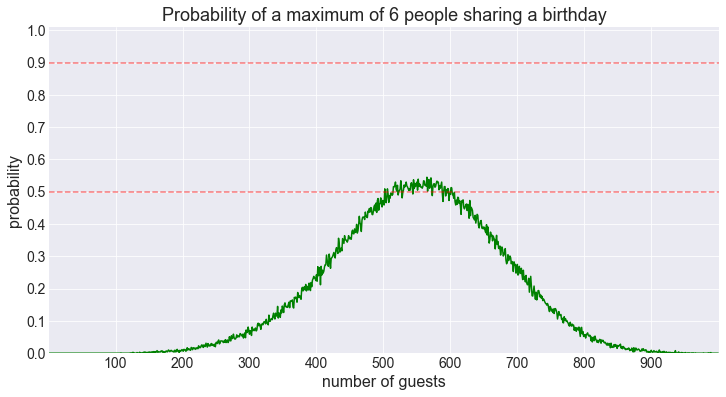 Probability of a maximum of 6 people sharing a birthday
1.0
0.9
0.8
0.7
0.6
0.5
0.4
0.3
0.2
0.1
0.0
probability
100 200 300 400 500 600 700 800 900
number of guests